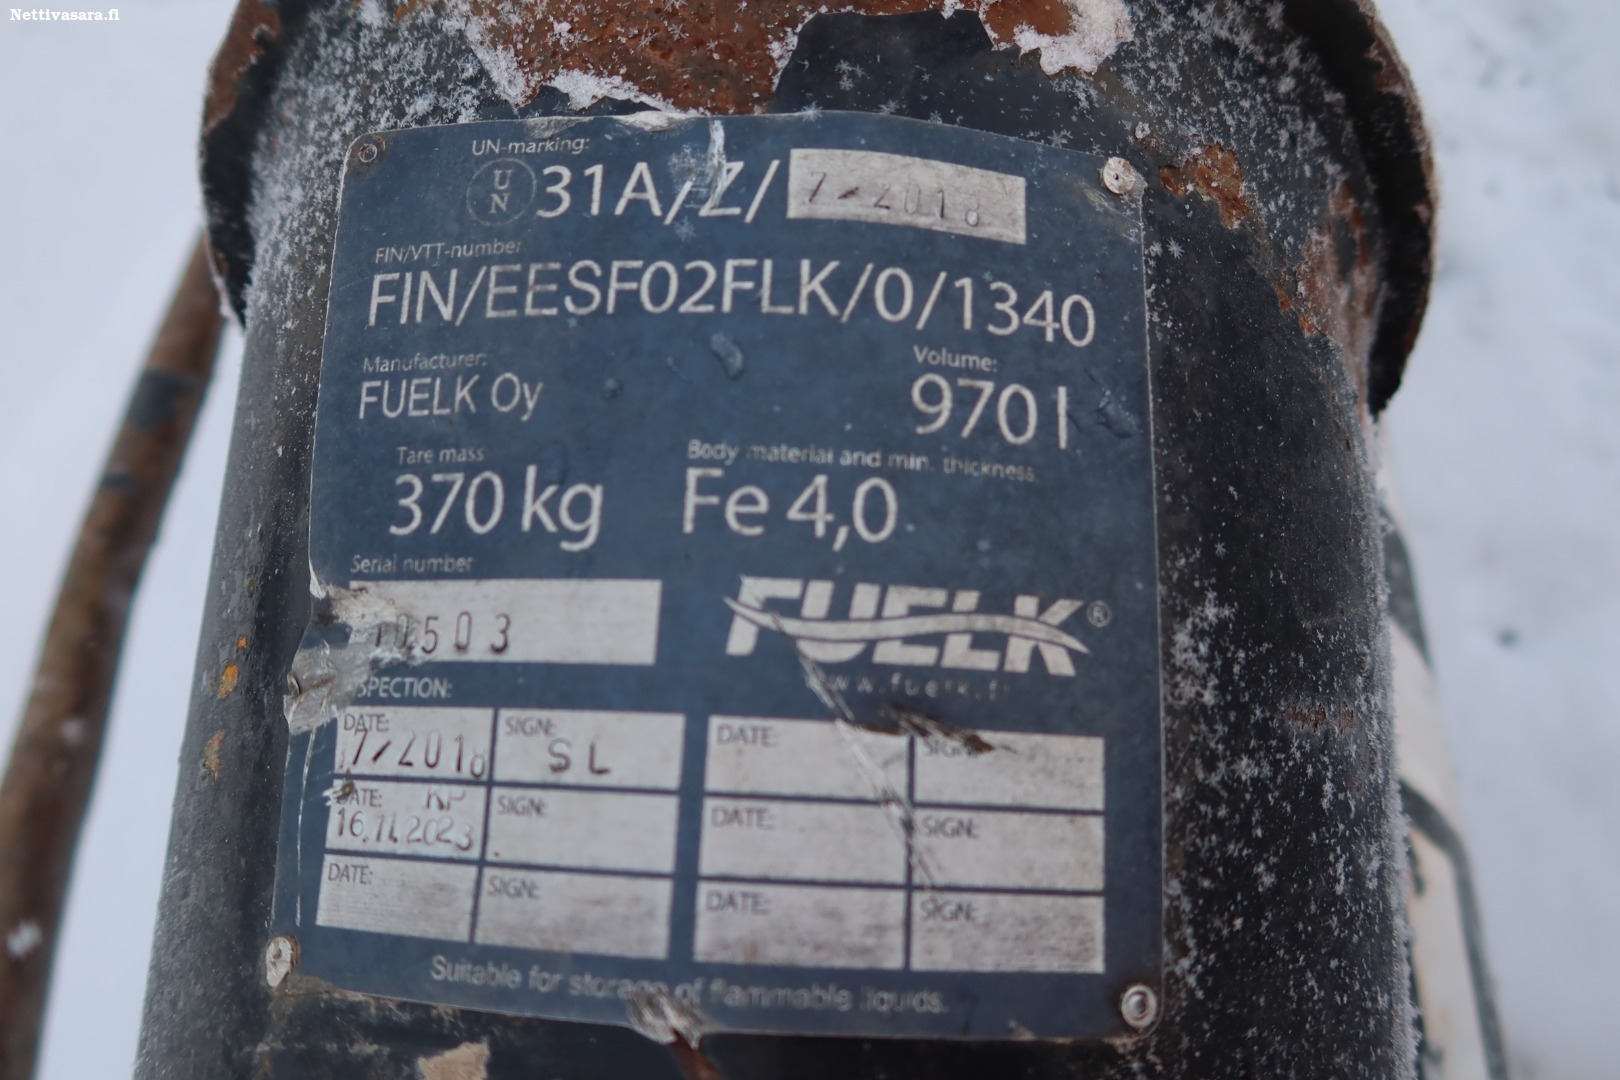 Nettivasara.fi
UN-marking:
UN 31A/Z/ 7/2018
FIN/VTT-number
FIN/EESF02FLK/0/1340
Manufacturer: Volume:
FUELK Oy 970 l
Tare mass Body material and min. thickness
370 kg Fe 4,0
Serial number
FUELK®
www.fuelk.fi
DATE: SIGN: DATE: SIGN:
7/2018 SL
DATE: KP SIGN: DATE: SIGN:
16.11.2023
DATE: SIGN: DATE: SIGN:
Suitable for storage of flammable liquids.